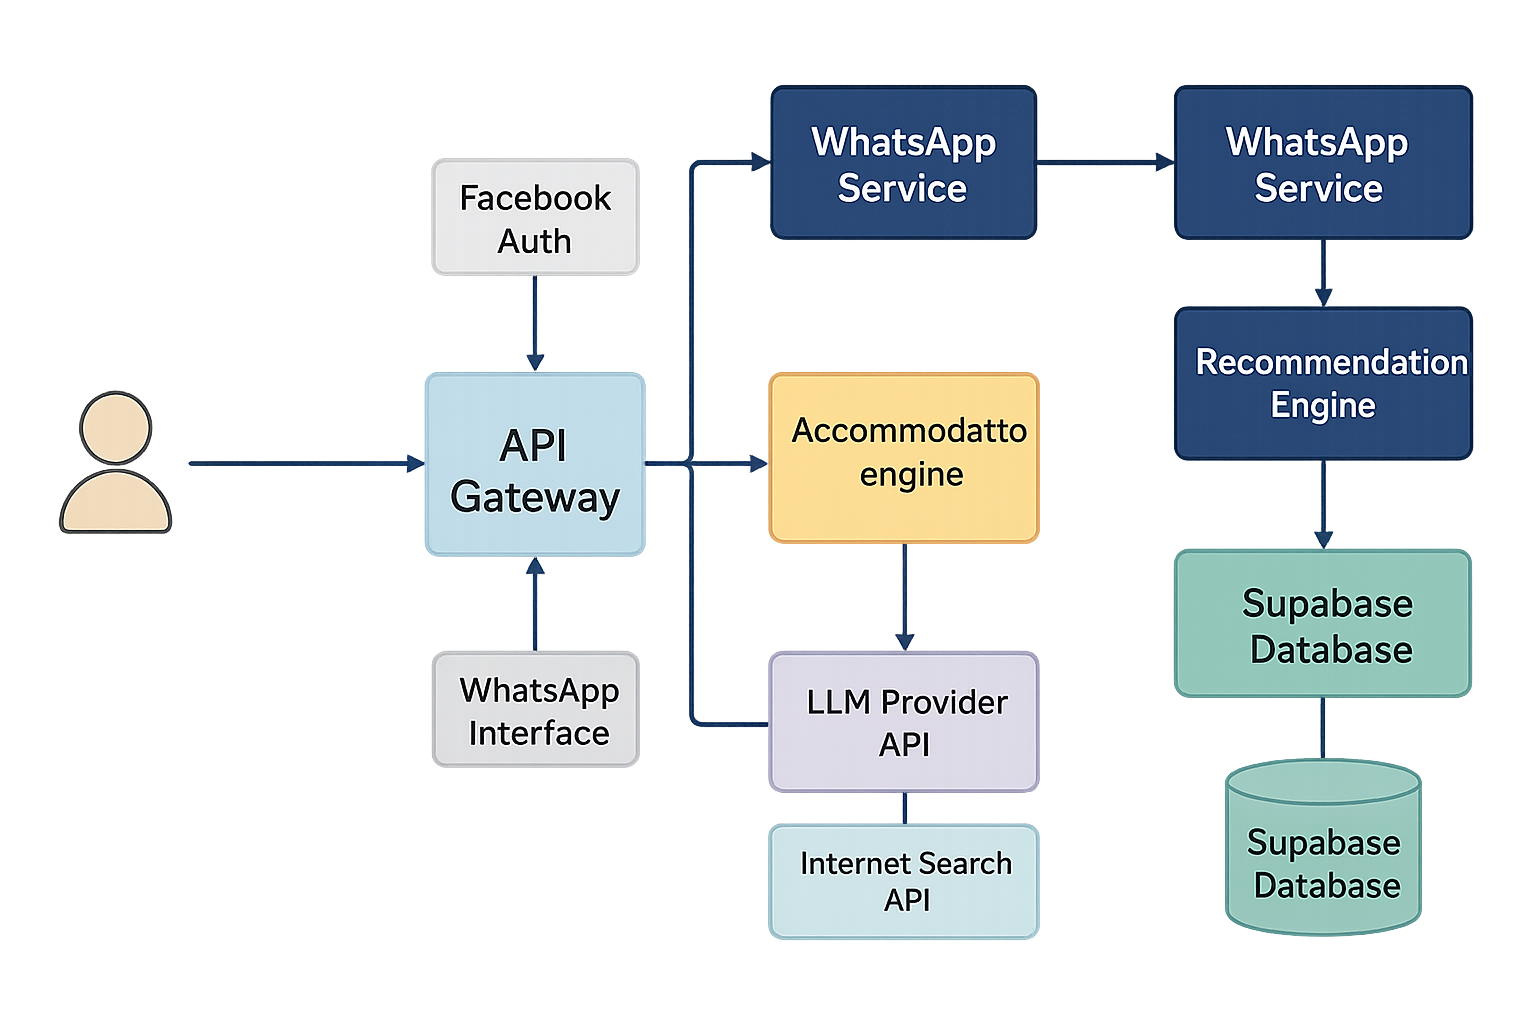 WhatsApp
Service
WhatsApp
Service
Facebook
Auth
Recommendation
Engine
API
Gateway
Accommodatto
engine
Supabase
Database
WhatsApp
Interface
LLM Provider
API
Internet Search
API
Supabase
Database